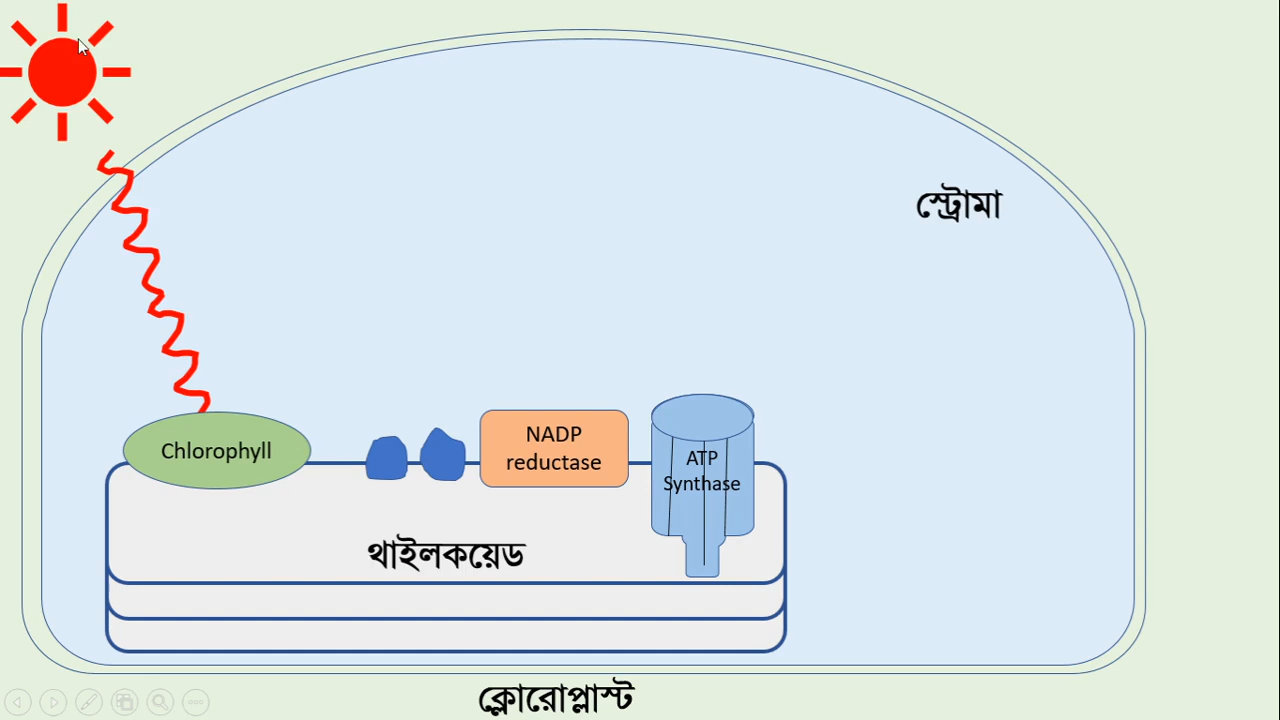 স্ট্রোমা
Chlorophyll
NADP
reductase
ATP
Synthase
থাইলকয়েড
ক্লোরোপ্লাস্ট